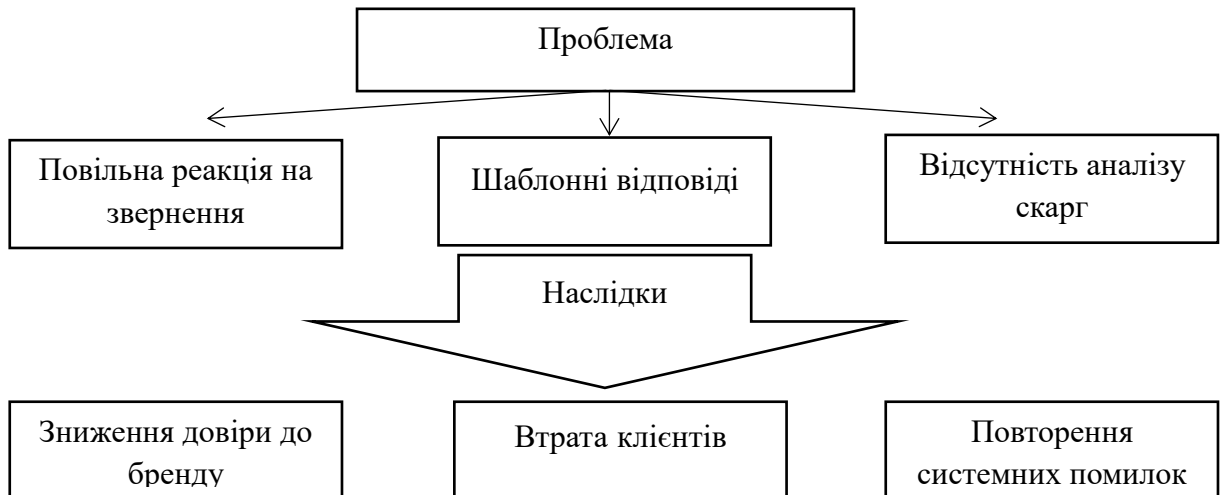 Проблема
Повільна реакція на
звернення
Шаблонні відповіді
Відсутність аналізу
скарг
Наслідки
Зниження довіри до
бренду
Втрата клієнтів
Повторення
системних помилок